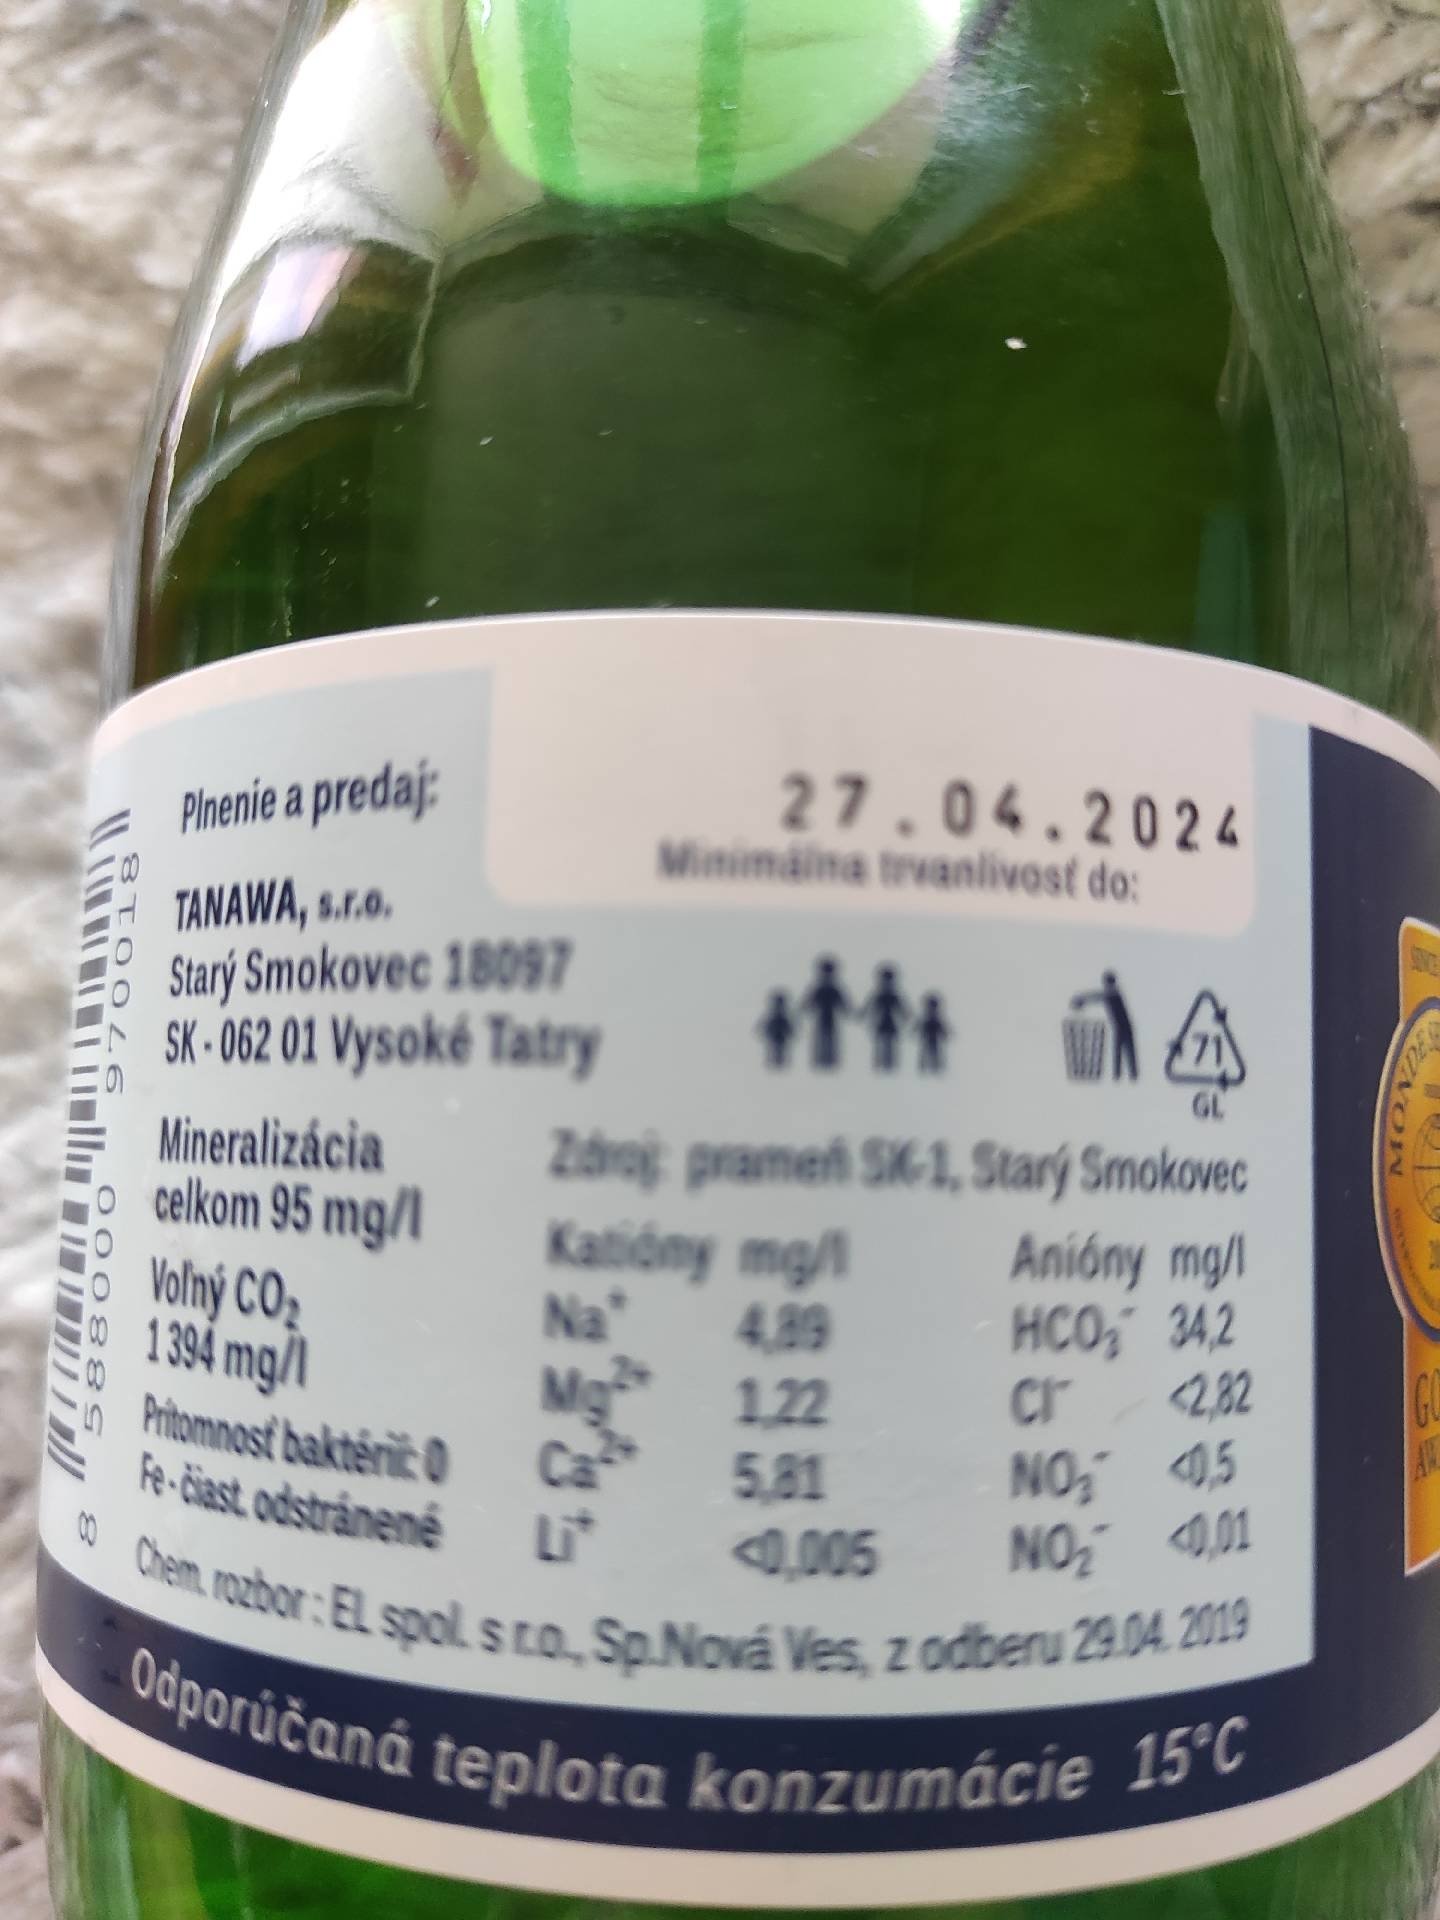 27.04.2024
Minimálna trvanlivosť do:
Plnenie a predaj:
TANAWA, s.r.o.
Starý Smokovec 18097
SK - 062 01 Vysoké Tatry
71
GL
Mineralizácia
celkom 95 mg/l
Voľný CO₂
1 394 mg/l
Prítomnosť baktérií: 0
Fe - čiast. odstránené
Zdroj: prameň SK-1, Starý Smokovec
Katióny mg/l
Na⁺ 4,89
Mg²⁺ 1,22
Ca²⁺ 5,81
Li⁺ <0,005
Anióny mg/l
HCO₃⁻ 34,2
Cl⁻ <2,82
NO₃⁻ <0,5
NO₂⁻ <0,01
Chem. rozbor : EL spol. s r.o., Sp.Nová Ves, z odberu 29.04. 2019
Odporúčaná teplota konzumácie 15°C
8 588000 970018